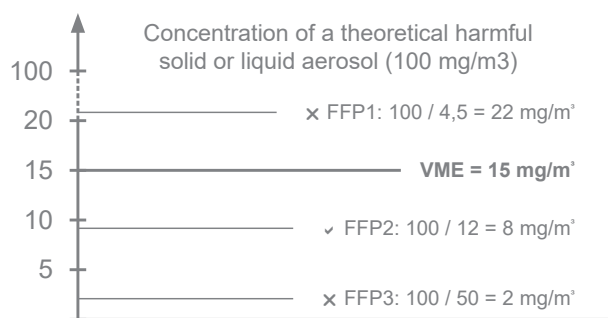 Concentration of a theoretical harmful
solid or liquid aerosol (100 mg/m3)
100
× FFP1: 100 / 4,5 = 22 mg/m³
20
15
VME = 15 mg/m³
10
✓ FFP2: 100 / 12 = 8 mg/m³
5
× FFP3: 100 / 50 = 2 mg/m³